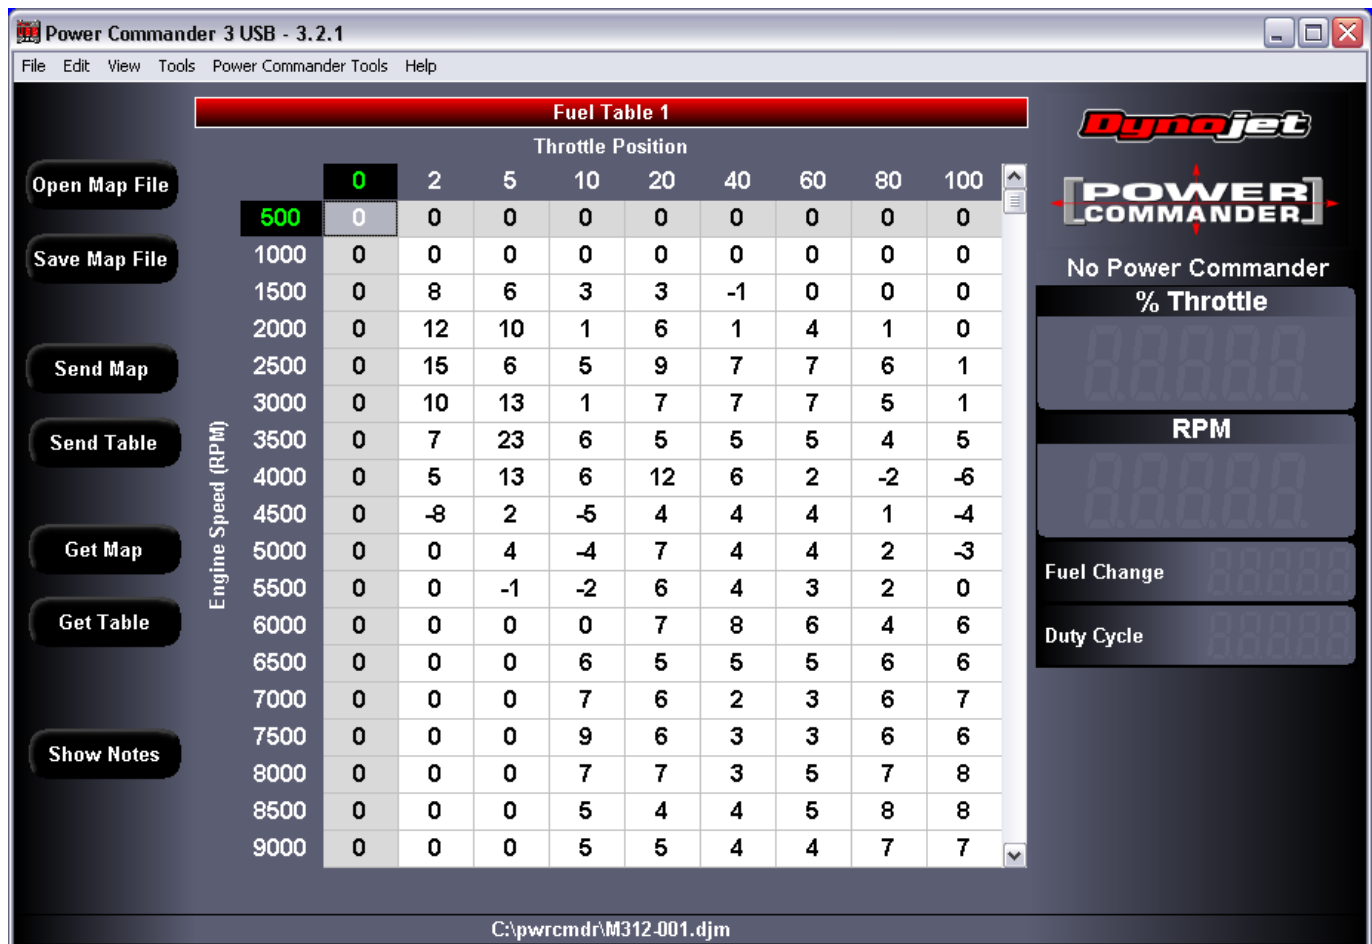 Power Commander 3 USB - 3.2.1
File Edit View Tools Power Commander Tools Help
Fuel Table 1
Throttle Position
0 2 5 10 20 40 60 80 100
500 0 0 0 0 0 0 0 0 0
1000 0 0 0 0 0 0 0 0 0
1500 0 8 6 3 3 -1 0 0 0
2000 0 12 10 1 6 1 4 1 0
2500 0 15 6 5 9 7 7 6 1
3000 0 10 13 1 7 7 7 5 1
3500 0 7 23 6 5 5 5 4 5
4000 0 5 13 6 12 6 2 -2 -6
4500 0 -8 2 -5 4 4 4 1 -4
5000 0 0 4 -4 7 4 4 2 -3
5500 0 0 -1 -2 6 4 3 2 0
6000 0 0 0 0 7 8 6 4 6
6500 0 0 0 6 5 5 5 6 6
7000 0 0 0 7 6 2 3 6 7
7500 0 0 0 9 6 3 3 6 6
8000 0 0 0 7 7 3 5 7 8
8500 0 0 0 5 4 4 5 8 8
9000 0 0 0 5 5 4 4 7 7
Engine Speed (RPM)
Open Map File
Save Map File
Send Map
Send Table
Get Map
Get Table
Show Notes
Dynojet
POWER
COMMANDER
No Power Commander
% Throttle
RPM
Fuel Change
Duty Cycle
C:\pwrcmdr\M312-001.djm